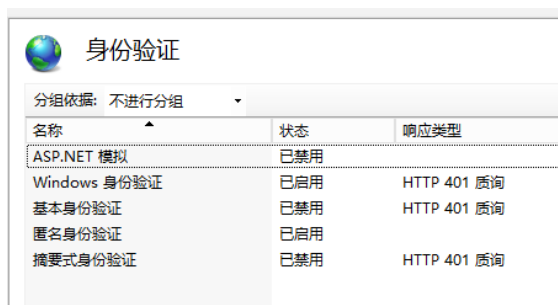 身份验证
分组依据: 不进行分组
名称 状态 响应类型
ASP.NET 模拟 已禁用
Windows 身份验证 已启用 HTTP 401 质询
基本身份验证 已禁用 HTTP 401 质询
匿名身份验证 已启用
摘要式身份验证 已禁用 HTTP 401 质询